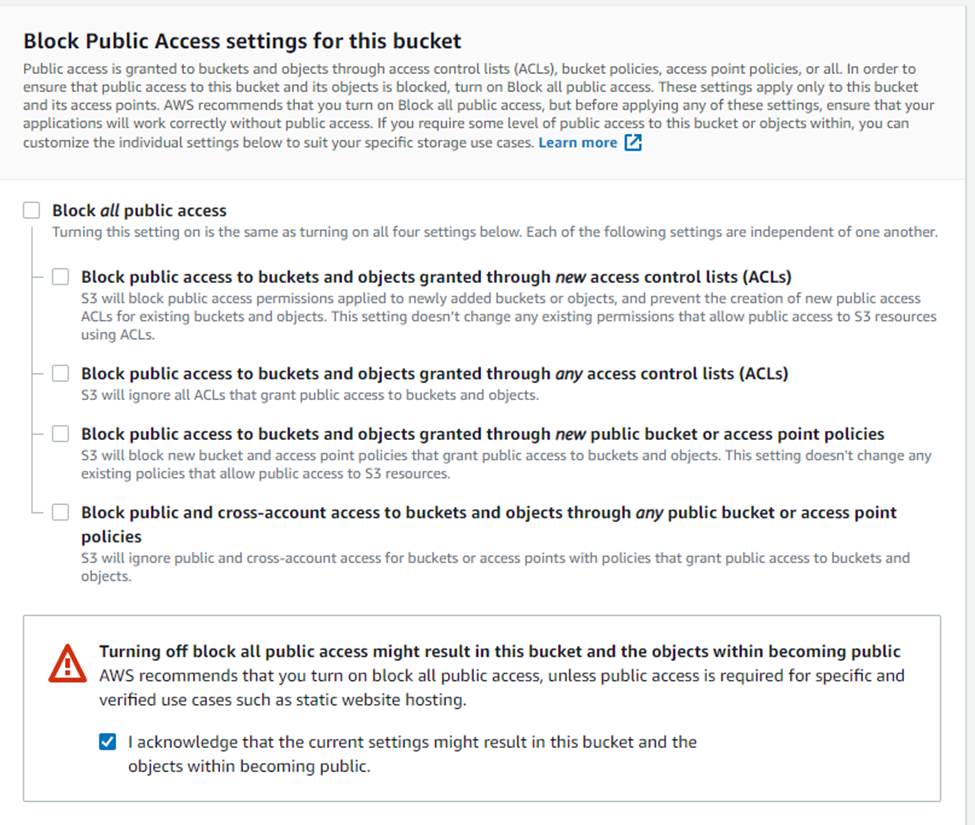 Block Public Access settings for this bucket
Public access is granted to buckets and objects through access control lists (ACLs), bucket policies, access point policies, or all. In order to
ensure that public access to this bucket and its objects is blocked, turn on Block all public access. These settings apply only to this bucket
and its access points. AWS recommends that you turn on Block all public access, but before applying any of these settings, ensure that your
applications will work correctly without public access. If you require some level of public access to this bucket or objects within, you can
customize the individual settings below to suit your specific storage use cases. Learn more
Block all public access
Turning this setting on is the same as turning on all four settings below. Each of the following settings are independent of one another.
Block public access to buckets and objects granted through new access control lists (ACLs)
S3 will block public access permissions applied to newly added buckets or objects, and prevent the creation of new public access
ACLs for existing buckets and objects. This setting doesn't change any existing permissions that allow public access to S3 resources
using ACLs.
Block public access to buckets and objects granted through any access control lists (ACLs)
S3 will ignore all ACLs that grant public access to buckets and objects.
Block public access to buckets and objects granted through new public bucket or access point policies
S3 will block new bucket and access point policies that grant public access to buckets and objects. This setting doesn't change any
existing policies that allow public access to S3 resources.
Block public and cross-account access to buckets and objects through any public bucket or access point
policies
S3 will ignore public and cross-account access for buckets or access points with policies that grant public access to buckets and
objects.
Turning off block all public access might result in this bucket and the objects within becoming public
AWS recommends that you turn on block all public access, unless public access is required for specific and
verified use cases such as static website hosting.
I acknowledge that the current settings might result in this bucket and the
objects within becoming public.